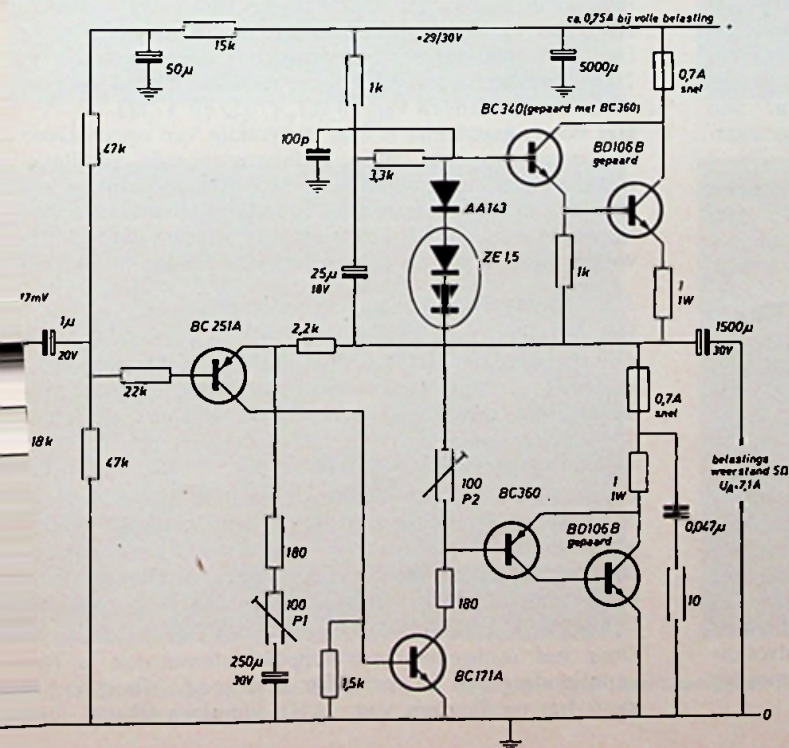 ca. 0,75A bij volle belasting
+29/30V
15k
50μ
5000μ
0,7A
snel
1k
BC340 (gepaard met BC360)
47k
100p
BD106B
gepaard
3,3k
AA143
ZE 1,5
25μ
18V
1k
1
1W
17mV
1μ
20V
BC 251A
2,2k
1500μ
30V
22k
0,7A
snel
18k
47k
belastings
weerstand 5Ω
100
P2
BC360
1
1W
BD106B
gepaard
0,047μ
180
100
P1
180
10
250μ
30V
1,5k
BC171A
0